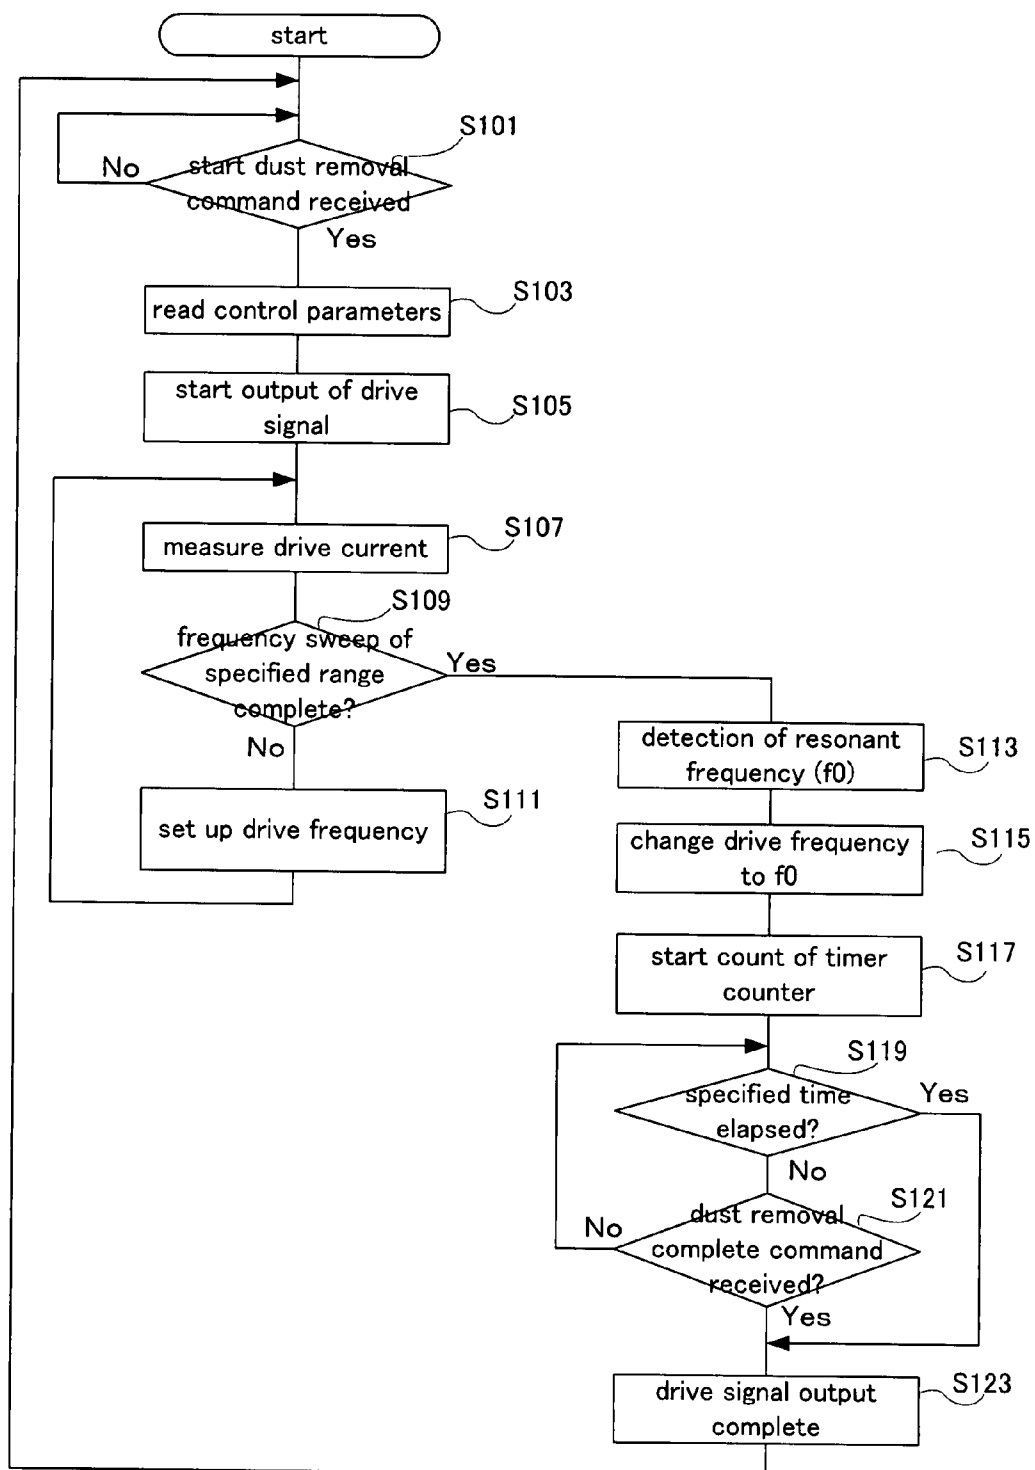 start
S101
No
start dust removal
command received
Yes
S103
read control parameters
start output of drive
signal
S105
S107
measure drive current
S109
frequency sweep of
specified range
complete?
Yes
No
detection of resonant
frequency (f0)
S113
S111
set up drive frequency
change drive frequency
to f0
S115
start count of timer
counter
S117
S119
specified time
elapsed?
Yes
No
S121
dust removal
complete command
received?
No
Yes
drive signal output
complete
S123